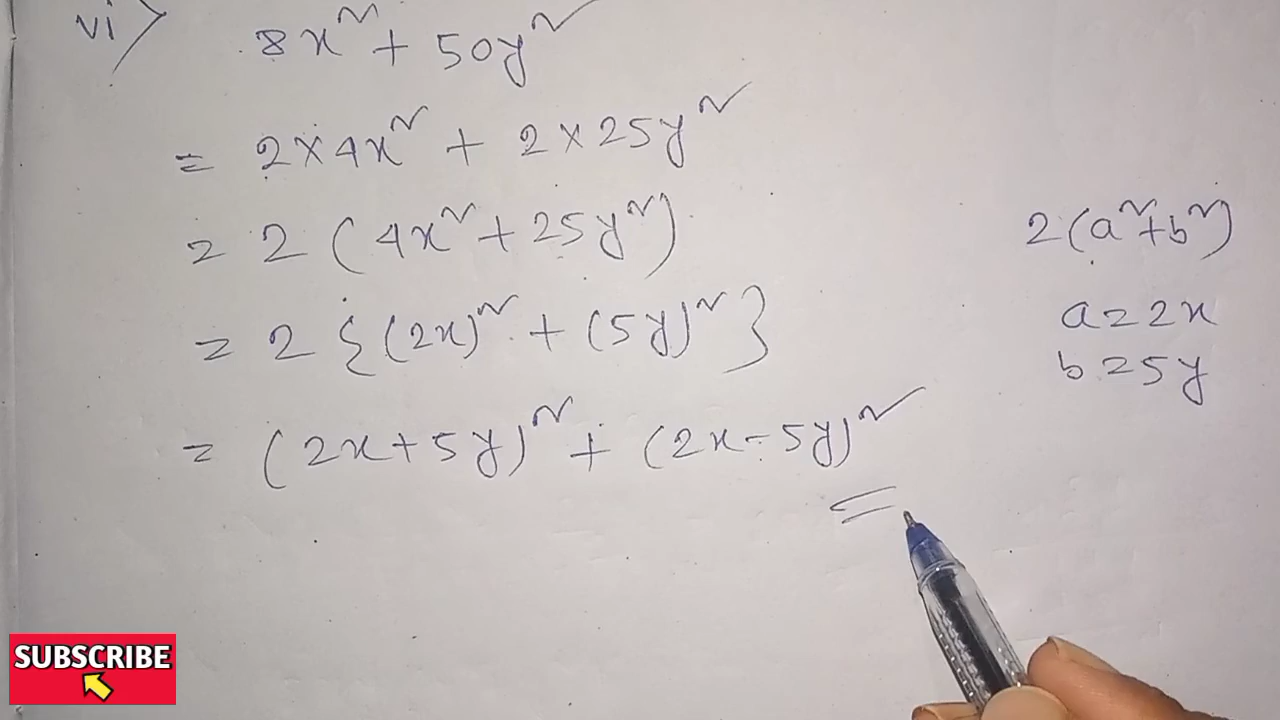 vi> 8x² + 50y²
= 2×4x² + 2×25y²
= 2 (4x² + 25y²)
= 2 {(2x)² + (5y)²}
= (2x+5y)² + (2x-5y)²
=
2(a²+b²)
a=2x
b=5y
SUBSCRIBE